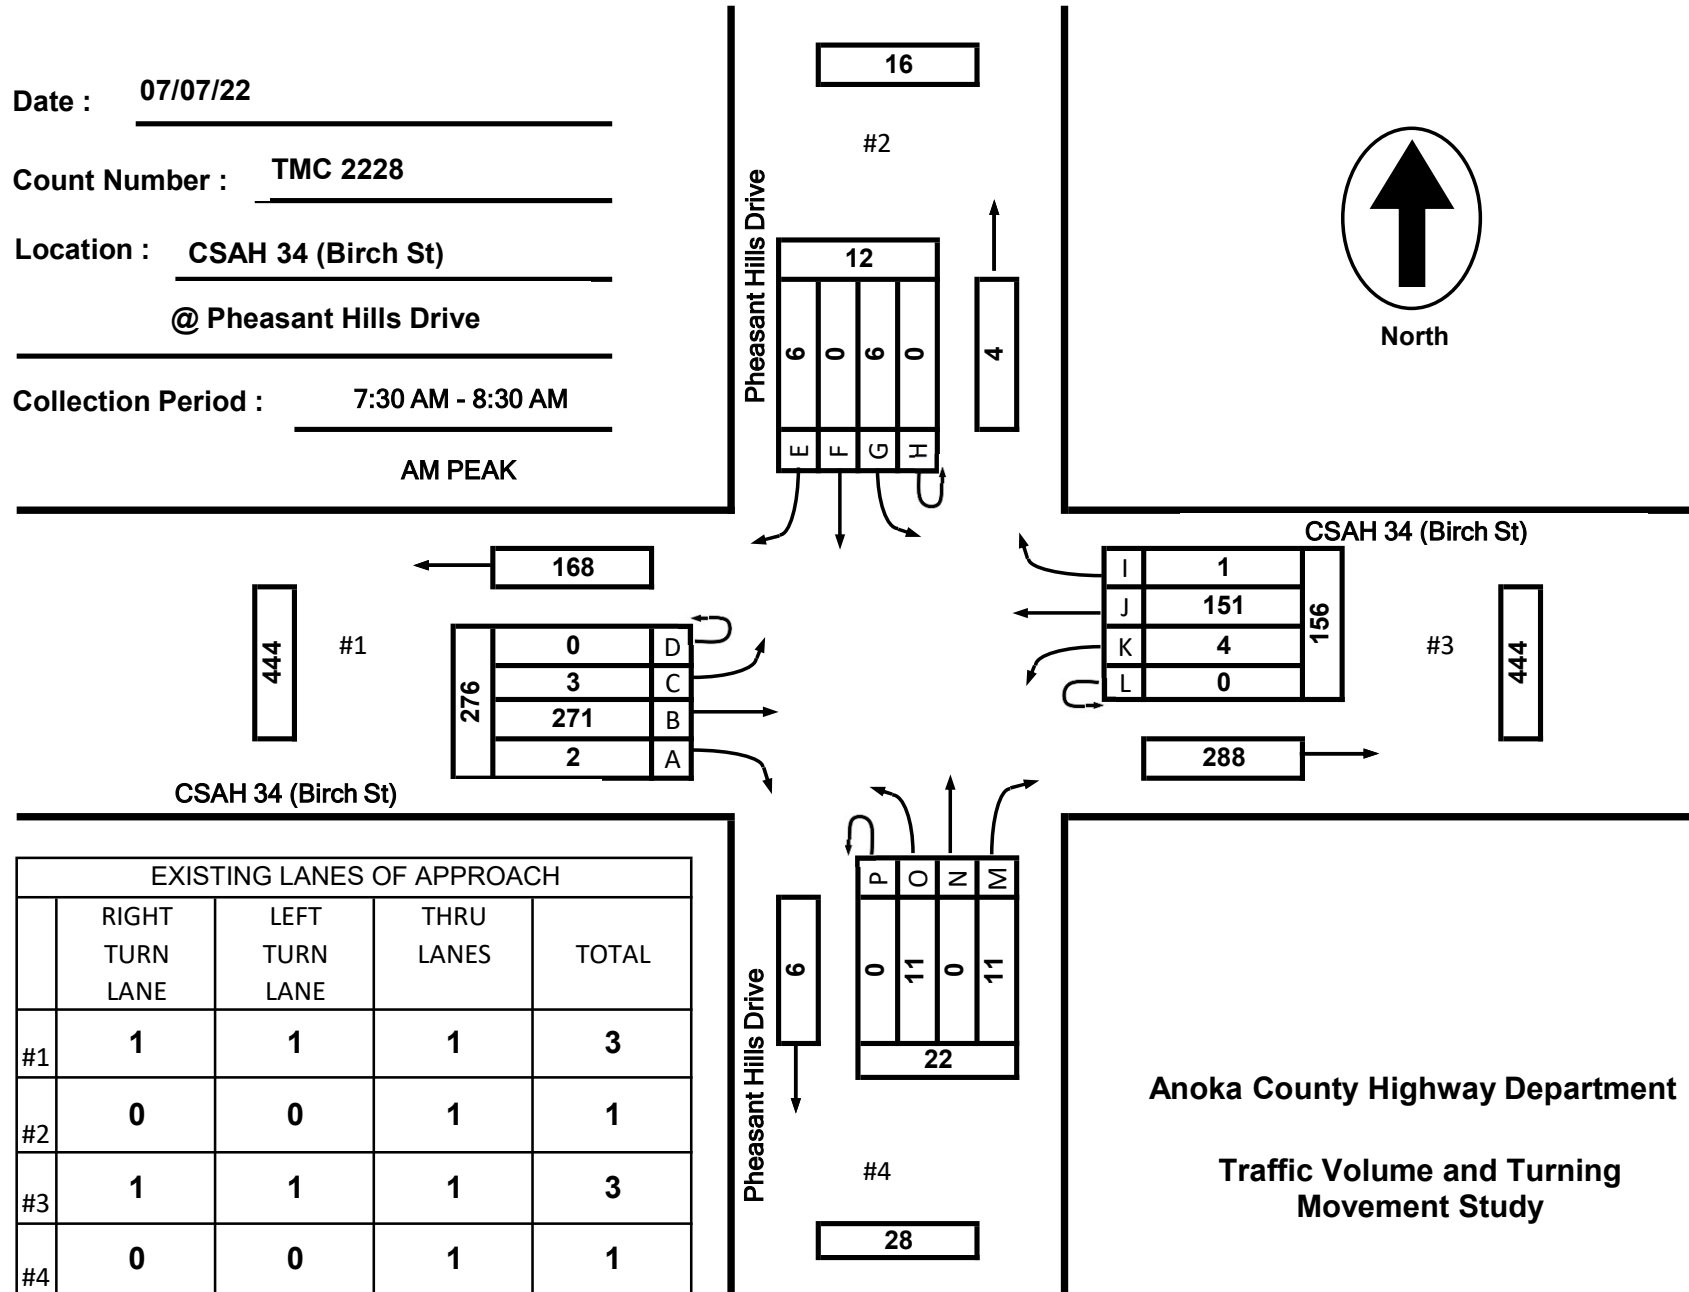 Date : 07/07/22
Count Number : TMC 2228
Location : CSAH 34 (Birch St)
@ Pheasant Hills Drive
Collection Period : 7:30 AM - 8:30 AM
AM PEAK
16
#2
Pheasant Hills Drive
12
6 0 6 0
E F G H
4
North
168
444
#1
276
0 D
3 C
271 B
2 A
CSAH 34 (Birch St)
CSAH 34 (Birch St)
I 1
J 151
K 4
L 0
156
#3
444
288
P O N M
0 11 0 11
22
6
Pheasant Hills Drive
#4
28
EXISTING LANES OF APPROACH
RIGHT TURN LANE
LEFT TURN LANE
THRU LANES
TOTAL
#1 1 1 1 3
#2 0 0 1 1
#3 1 1 1 3
#4 0 0 1 1
Anoka County Highway Department
Traffic Volume and Turning
Movement Study